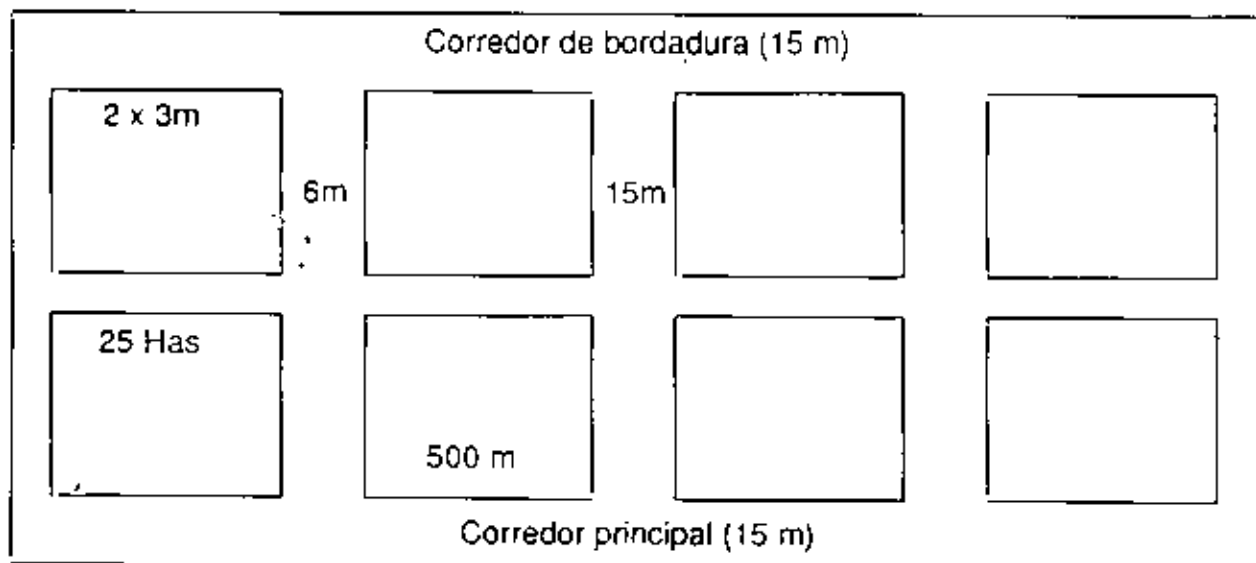 Corredor de bordadura (15 m)
2 x 3m
6m
15m
25 Has
500 m
Corredor principal (15 m)